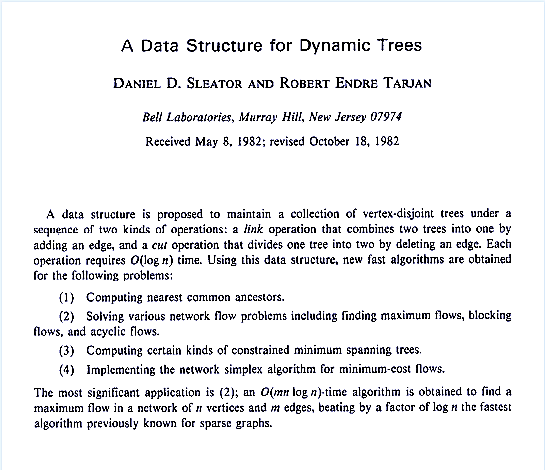 A Data Structure for Dynamic Trees
DANIEL D. SLEATOR AND ROBERT ENDRE TARJAN
Bell Laboratories, Murray Hill, New Jersey 07974
Received May 8, 1982; revised October 18, 1982
A data structure is proposed to maintain a collection of vertex-disjoint trees under a
sequence of two kinds of operations: a link operation that combines two trees into one by
adding an edge, and a cut operation that divides one tree into two by deleting an edge. Each
operation requires O(log n) time. Using this data structure, new fast algorithms are obtained
for the following problems:
(1) Computing nearest common ancestors.
(2) Solving various network flow problems including finding maximum flows, blocking
flows, and acyclic flows.
(3) Computing certain kinds of constrained minimum spanning trees.
(4) Implementing the network simplex algorithm for minimum-cost flows.
The most significant application is (2); an O(mn log n)-time algorithm is obtained to find a
maximum flow in a network of n vertices and m edges, beating by a factor of log n the fastest
algorithm previously known for sparse graphs.